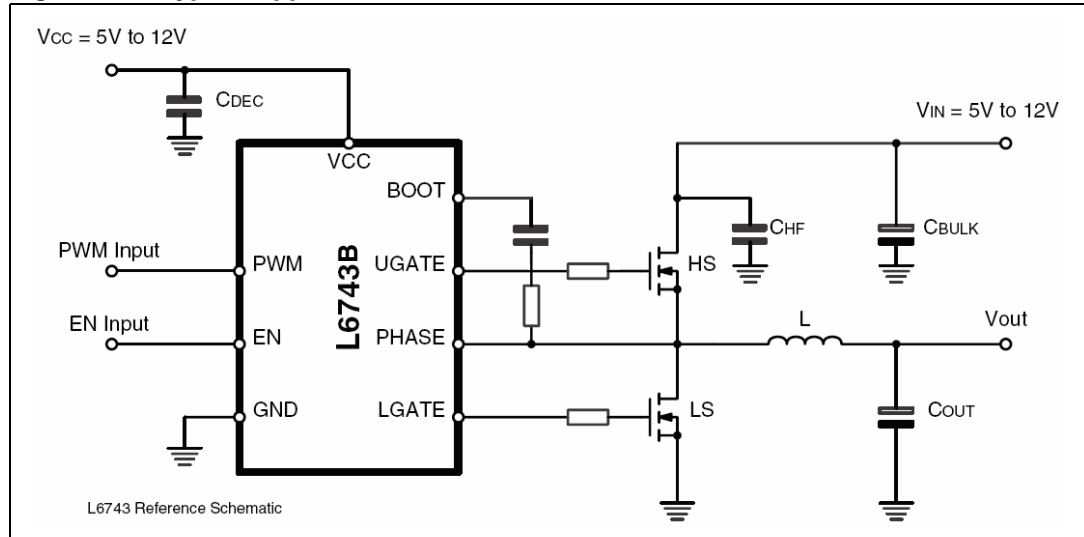 VCC = 5V to 12V
CDEC
VIN = 5V to 12V
VCC
BOOT
CHF
CBULK
PWM Input
PWM
UGATE
HS
L6743B
EN Input
EN
PHASE
L
Vout
GND
LGATE
LS
COUT
L6743 Reference Schematic